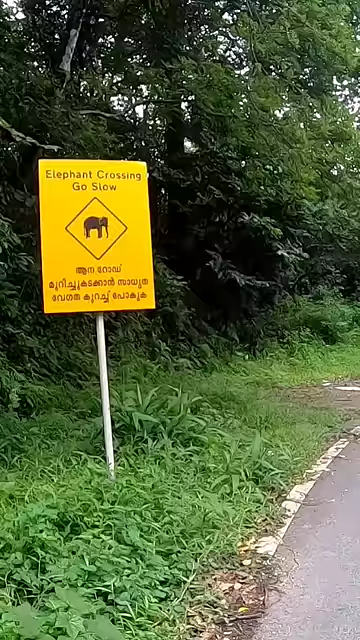 Elephant Crossing
Go Slow
ആന റോഡ്
മുറിച്ചുകടക്കാൻ സാധ്യത
വേഗത കുറച്ച് പോകുക